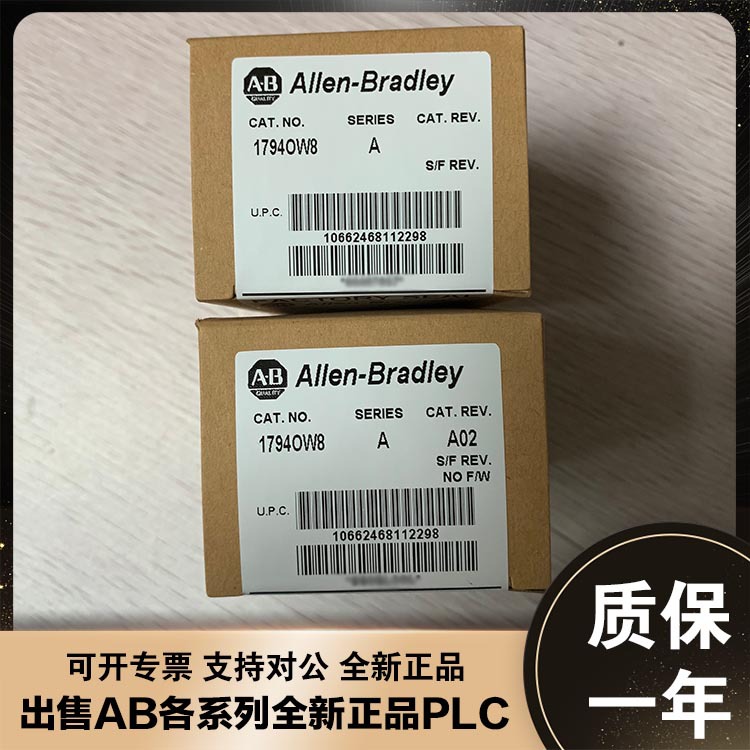 AB QUALITY Allen-Bradley
CAT. NO. SERIES CAT. REV.
1794OW8 A
S/F REV.
U.P.C.
10662468112298
AB QUALITY Allen-Bradley
CAT. NO. SERIES CAT. REV.
1794OW8 A A02
S/F REV.
NO F/W
U.P.C.
10662468112298
质保
一年
可开专票 支持对公 全新正品
出售AB各系列全新正品PLC